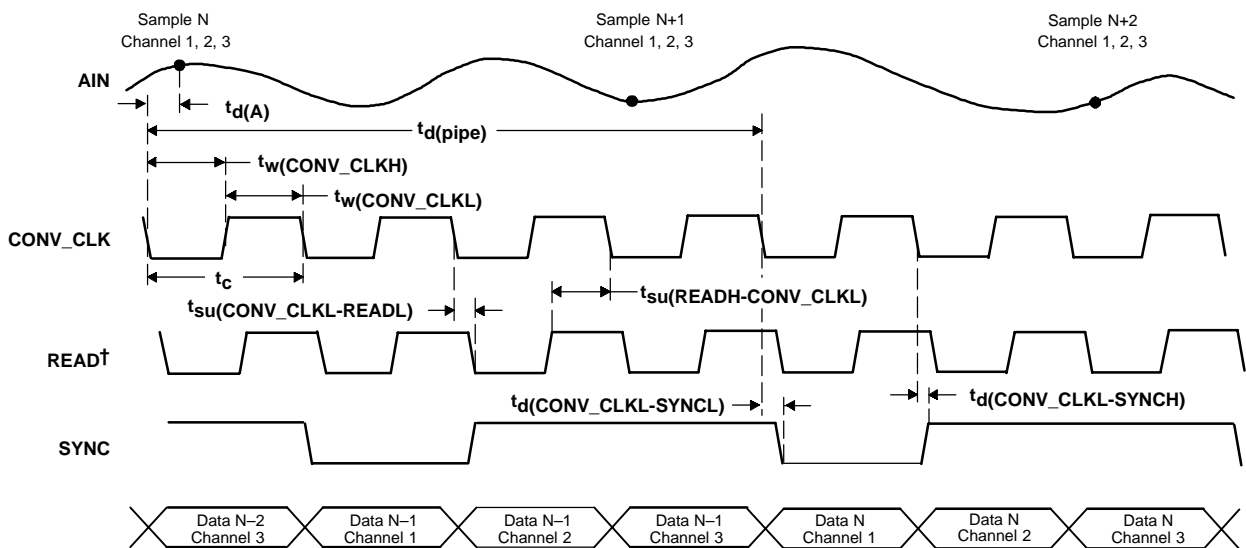 Sample N
Channel 1, 2, 3
Sample N+1
Channel 1, 2, 3
Sample N+2
Channel 1, 2, 3
AIN
td(A)
td(pipe)
tw(CONV_CLKH)
tw(CONV_CLKL)
CONV_CLK
tc
tsu(CONV_CLKL-READL)
tsu(READH-CONV_CLKL)
READ†
td(CONV_CLKL-SYNCL)
td(CONV_CLKL-SYNCH)
SYNC
Data N–2
Channel 3
Data N–1
Channel 1
Data N–1
Channel 2
Data N–1
Channel 3
Data N
Channel 1
Data N
Channel 2
Data N
Channel 3